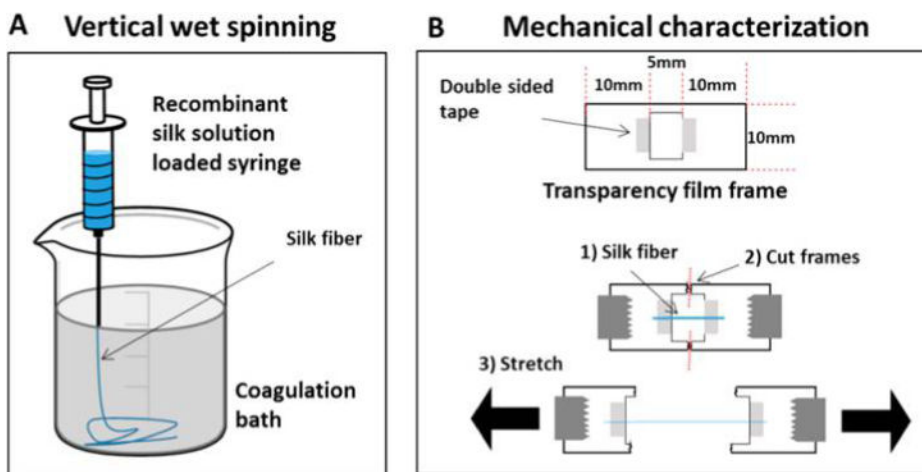 A Vertical wet spinning
Recombinant
silk solution
loaded syringe
Silk fiber
Coagulation
bath
B Mechanical characterization
5mm
10mm 10mm
Double sided
tape
10mm
Transparency film frame
1) Silk fiber
2) Cut frames
3) Stretch